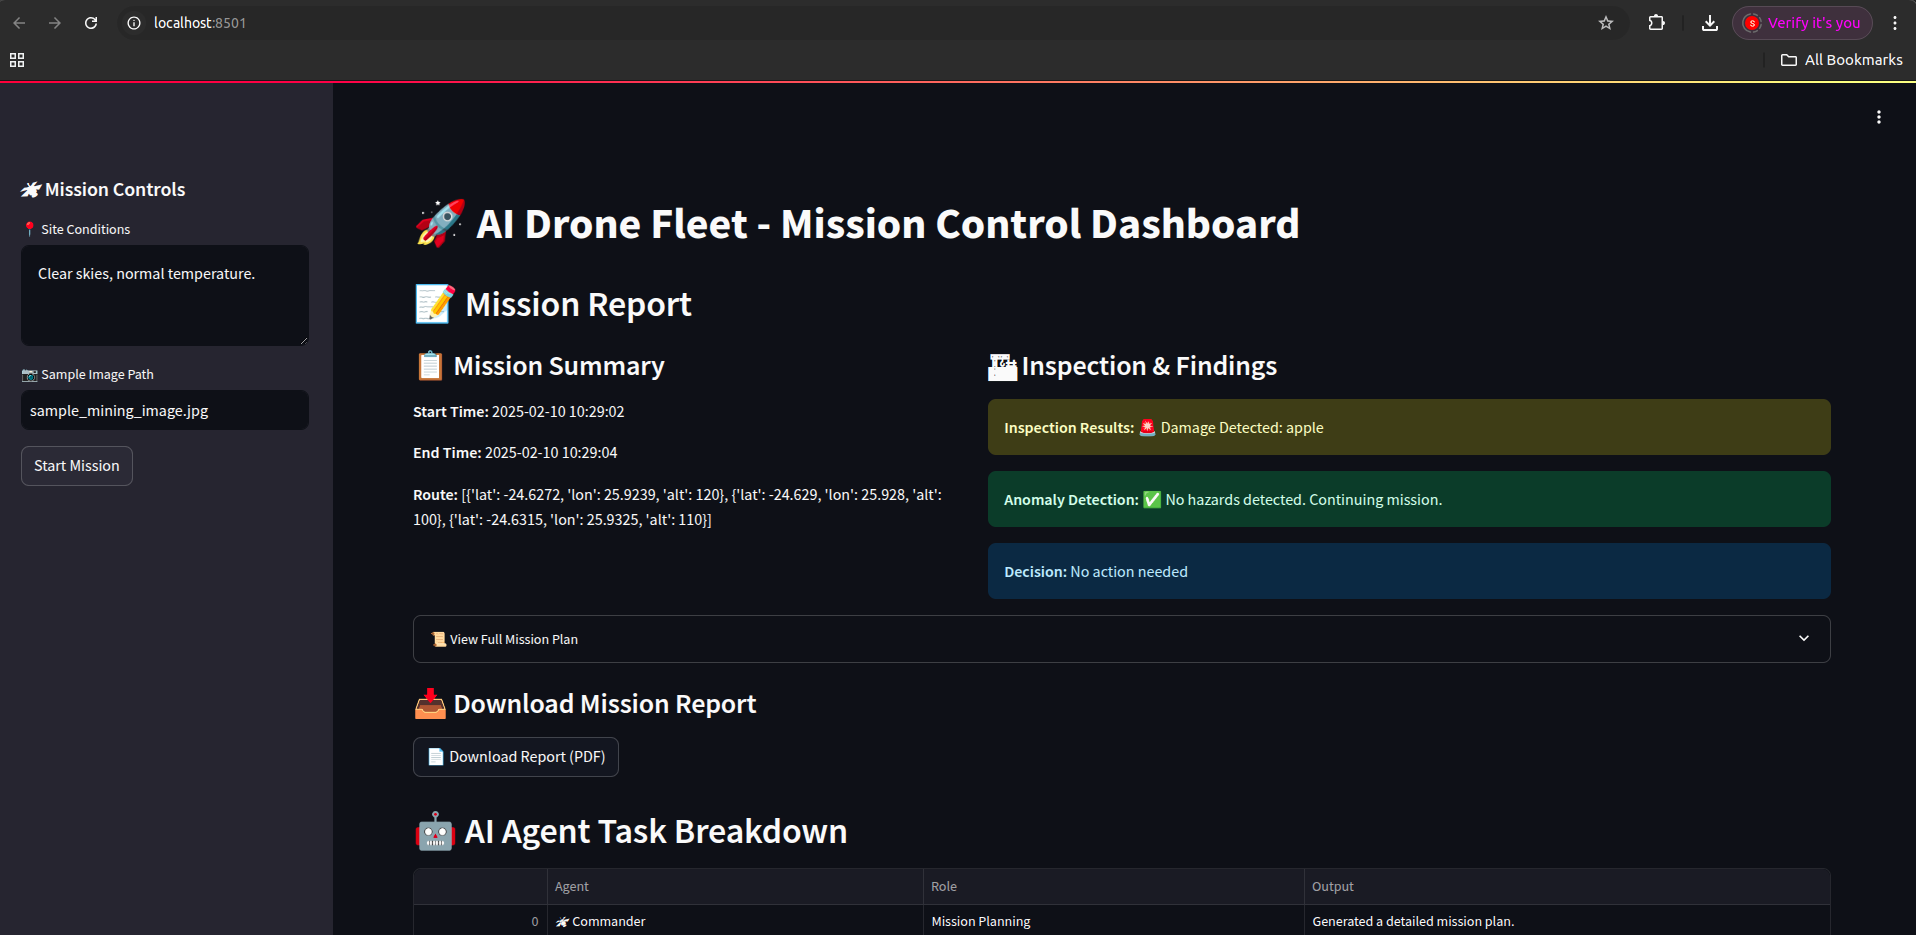 localhost:8501
Verify it's you
All Bookmarks
Mission Controls
📍 Site Conditions
Clear skies, normal temperature.
📷 Sample Image Path
sample_mining_image.jpg
Start Mission
🚀 AI Drone Fleet - Mission Control Dashboard
📝 Mission Report
📋 Mission Summary
Start Time: 2025-02-10 10:29:02
End Time: 2025-02-10 10:29:04
Route: [{'lat': -24.6272, 'lon': 25.9239, 'alt': 120}, {'lat': -24.629, 'lon': 25.928, 'alt':
100}, {'lat': -24.6315, 'lon': 25.9325, 'alt': 110}]
Inspection & Findings
Inspection Results: 🚨 Damage Detected: apple
Anomaly Detection: ✅ No hazards detected. Continuing mission.
Decision: No action needed
📜 View Full Mission Plan
📥 Download Mission Report
📄 Download Report (PDF)
🤖 AI Agent Task Breakdown
Agent Role Output
0 Commander Mission Planning Generated a detailed mission plan.